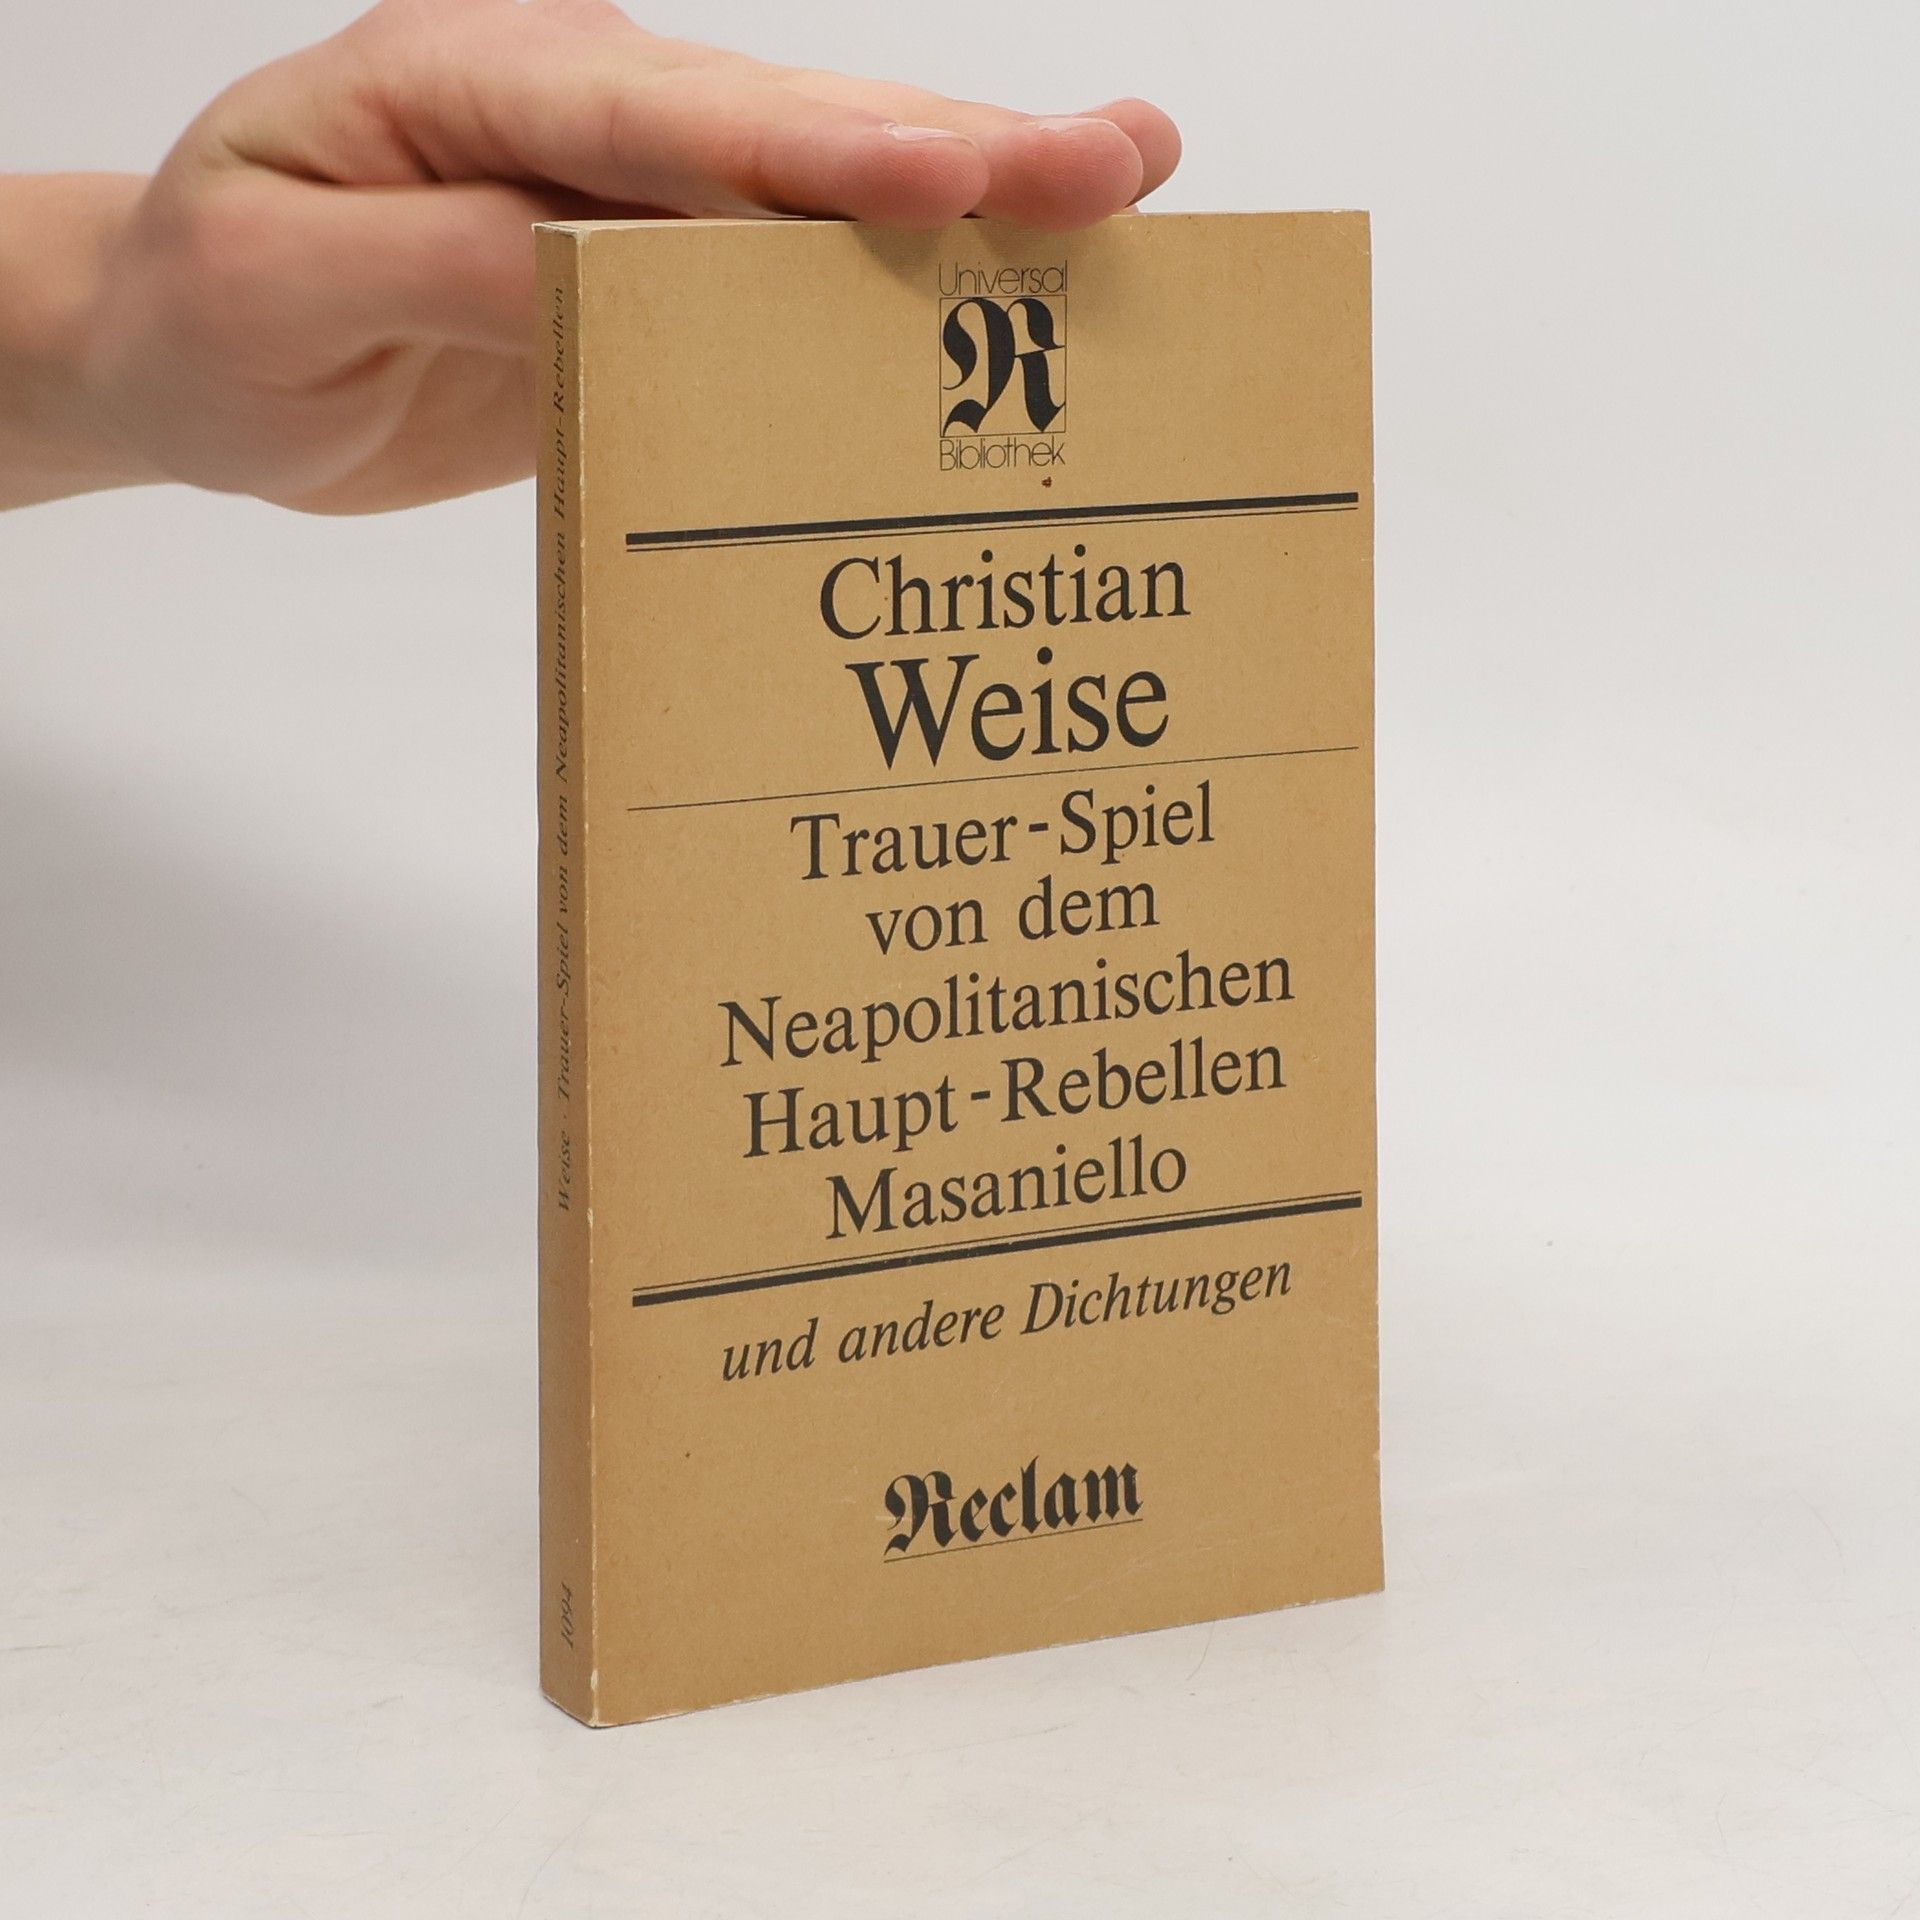 Universal
R
Bibliothek
Christian
Weise
Trauer-Spiel
von dem
Neapolitanischen
Haupt-Rebellen
Masaniello
und andere Dichtungen
Reclam
Weise · Trauer-Spiel von dem Neapolitanischen Haupt-Rebellen
1094